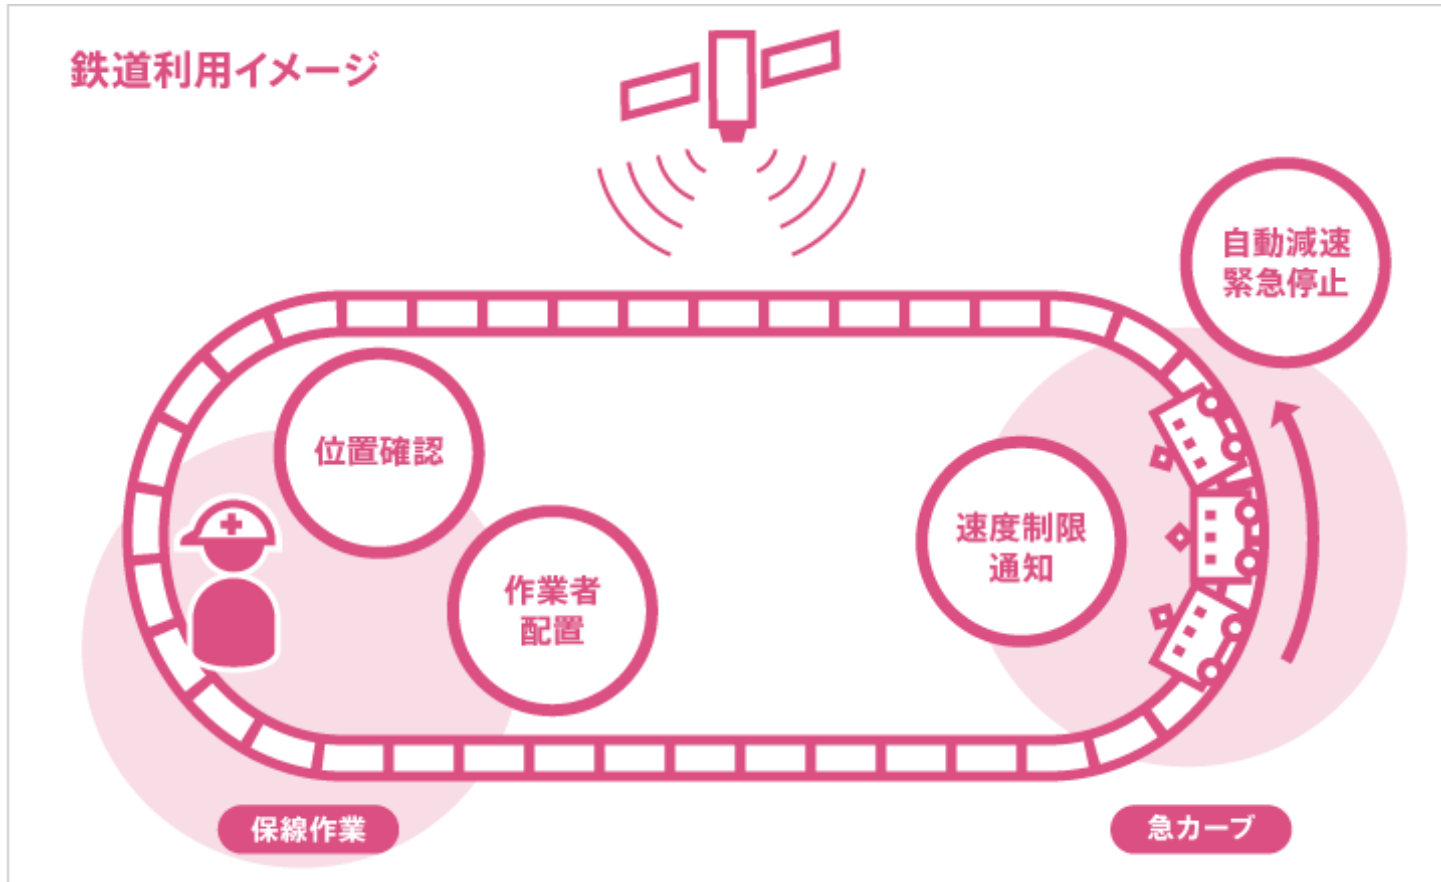 鉄道利用イメージ
自動減速
緊急停止
位置確認
速度制限
通知
作業者
配置
保線作業
急カーブ